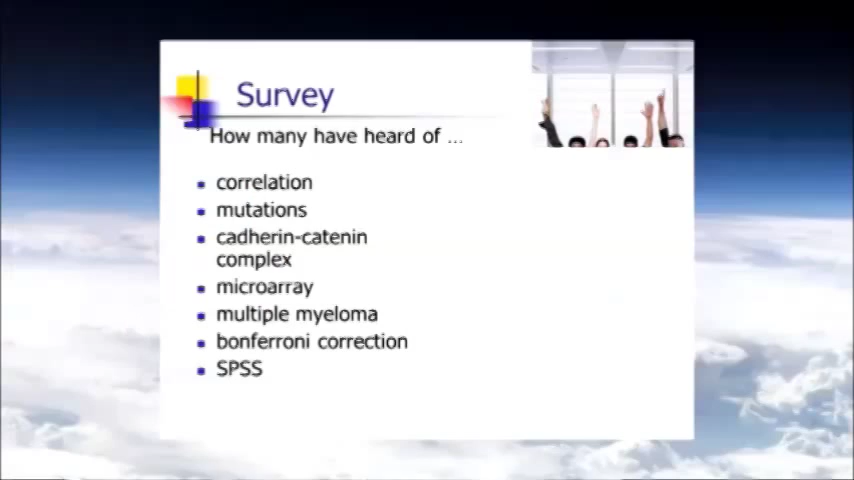 Survey
How many have heard of ...
correlation
mutations
cadherin-catenin
complex
microarray
multiple myeloma
bonferroni correction
SPSS